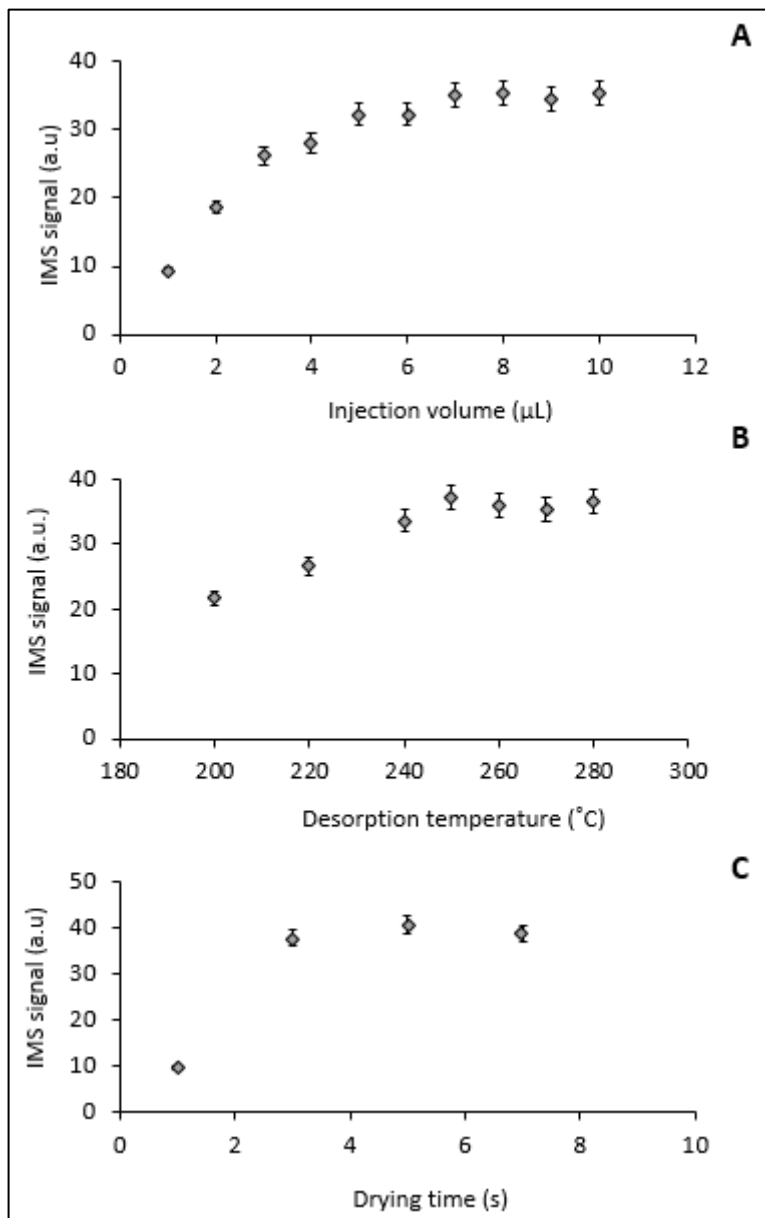 A
40
30
20
10
0
IMS signal (a.u)
0 2 4 6 8 10 12
Injection volume (µL)
B
40
30
20
10
0
IMS signal (a.u.)
180 200 220 240 260 280 300
Desorption temperature (˚C)
C
50
40
30
20
10
0
IMS signal (a.u)
0 2 4 6 8 10
Drying time (s)